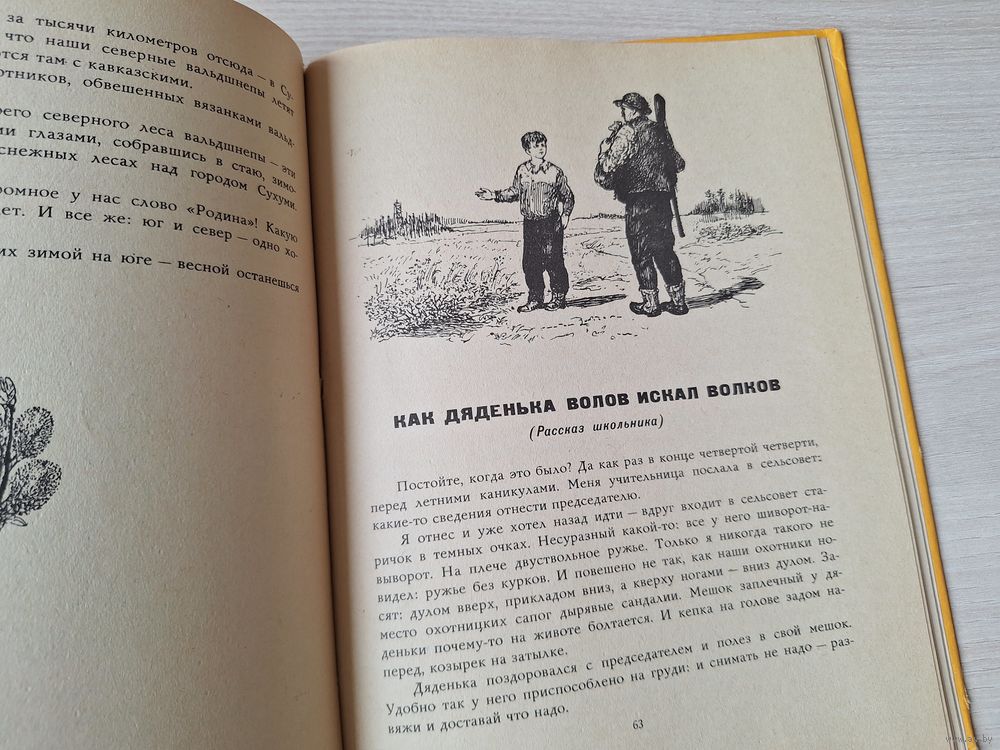 за тысячи километров отсюда — в Су-
что наши северные вальдшнепы летят
там с кавказскими.
обвешенных вязанками вальд-
северного леса вальдшнепы — эти
глазами, собравшись в стаю, зимо-
снежных лесах над городом Сухуми.
у нас слово «Родина»! Какую
И все же: юг и север — одно хо-
их зимой на юге — весной останешься
КАК ДЯДЕНЬКА ВОЛОВ ИСКАЛ ВОЛКОВ
(Рассказ школьника)
Постойте, когда это было? Да как раз в конце четвертой четверти,
перед летними каникулами. Меня учительница послала в сельсовет:
какие-то сведения отнести председателю.
Я отнес и уже хотел назад идти — вдруг входит в сельсовет ста-
ричок в темных очках. Несуразный какой-то: все у него шиворот-на-
выворот. На плече двуствольное ружье. Только я никогда такого не
видел: ружье без курков. И повешено не так, как наши охотники но-
сят: дулом вверх, прикладом вниз, а кверху ногами — вниз дулом. За-
место охотницких сапог дырявые сандалии. Мешок заплечный у дя-
деньки почему-то на животе болтается. И кепка на голове задом на-
перед, козырек на затылке.
Дяденька поздоровался с председателем и полез в свой мешок.
Удобно так у него приспособлено на груди: и снимать не надо — раз-
вяжи и доставай что надо.
63